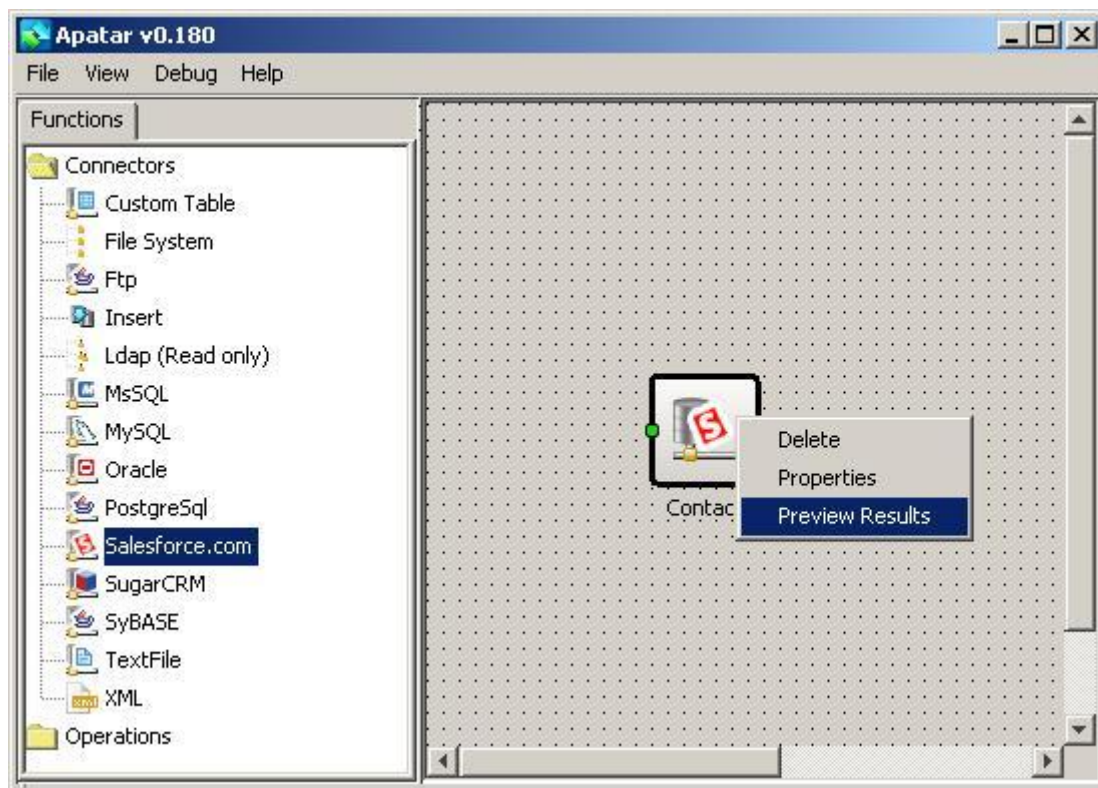 Apatar v0.180
File View Debug Help
Functions
Connectors
Custom Table
File System
Ftp
Insert
Ldap (Read only)
MsSQL
MySQL
Oracle
PostgreSql
Salesforce.com
SugarCRM
SyBASE
TextFile
XML
Operations
Contac
Delete
Properties
Preview Results